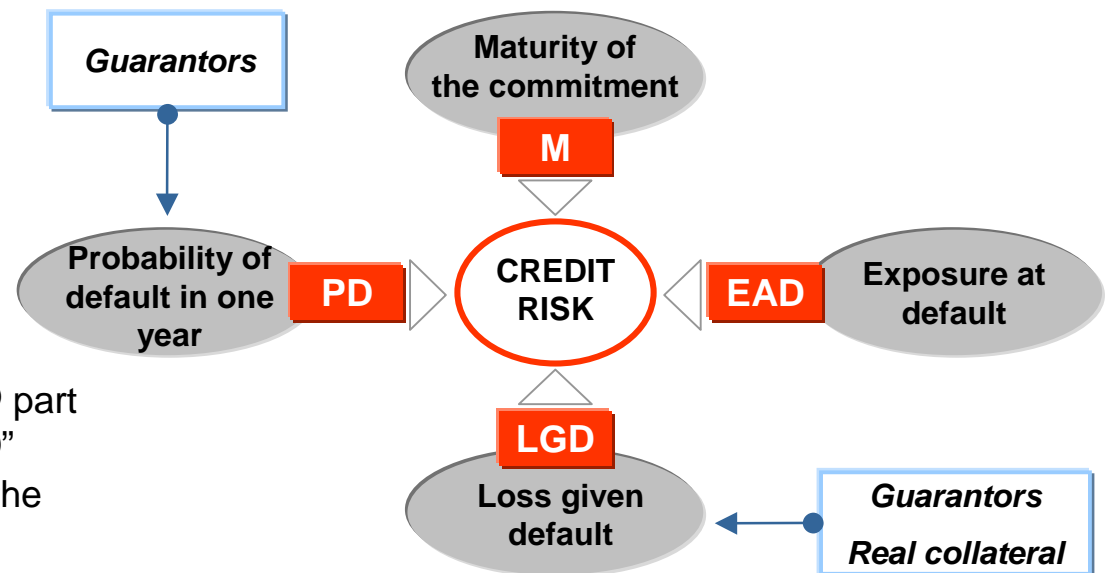 Guarantors
Maturity of
the commitment
M
Probability of
default in one
year
PD
CREDIT
RISK
EAD
Exposure at
default
part
LGD
Loss given
default
Guarantors
Real collateral